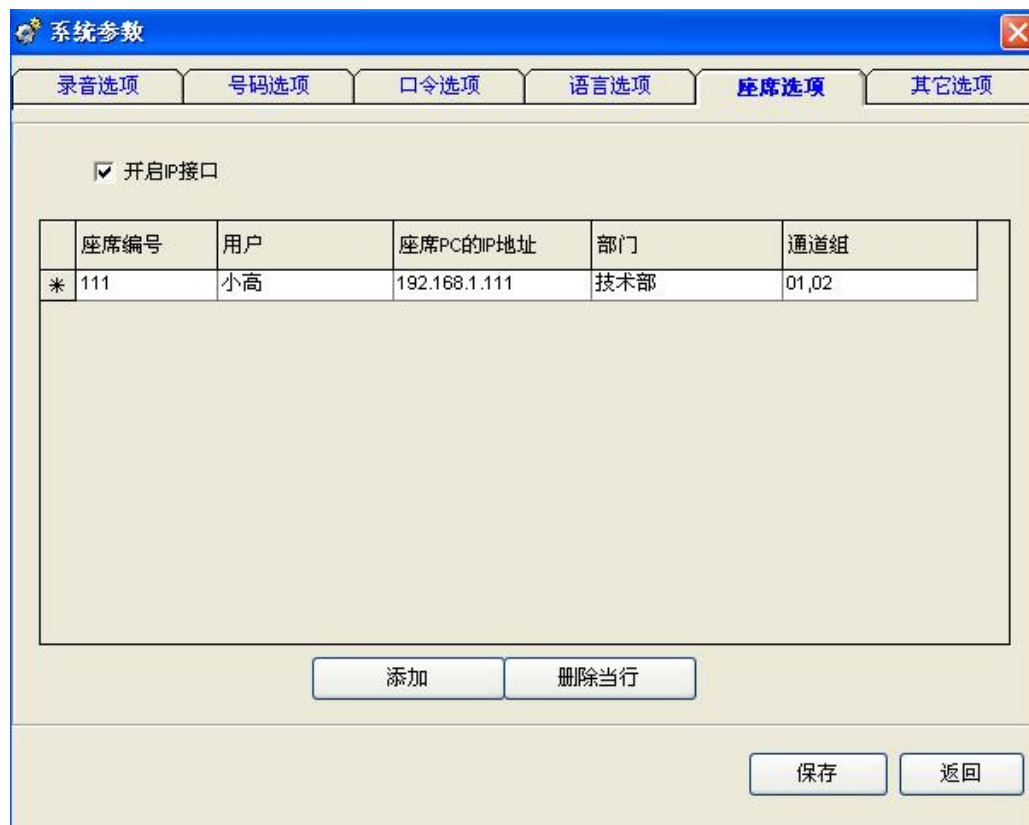 系统参数
录音选项 号码选项 口令选项 语言选项 座席选项 其它选项
开启IP接口
座席编号 用户 座席PC的IP地址 部门 通道组
111 小高 192.168.1.111 技术部 01,02
添加 删除当行
保存 返回